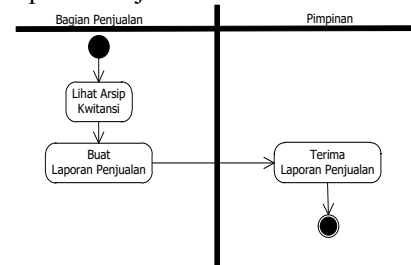 Bagian Penjualan
Pimpinan
Lihat Arsip
Kwitansi
Buat
Laporan Penjualan
Terima
Laporan Penjualan